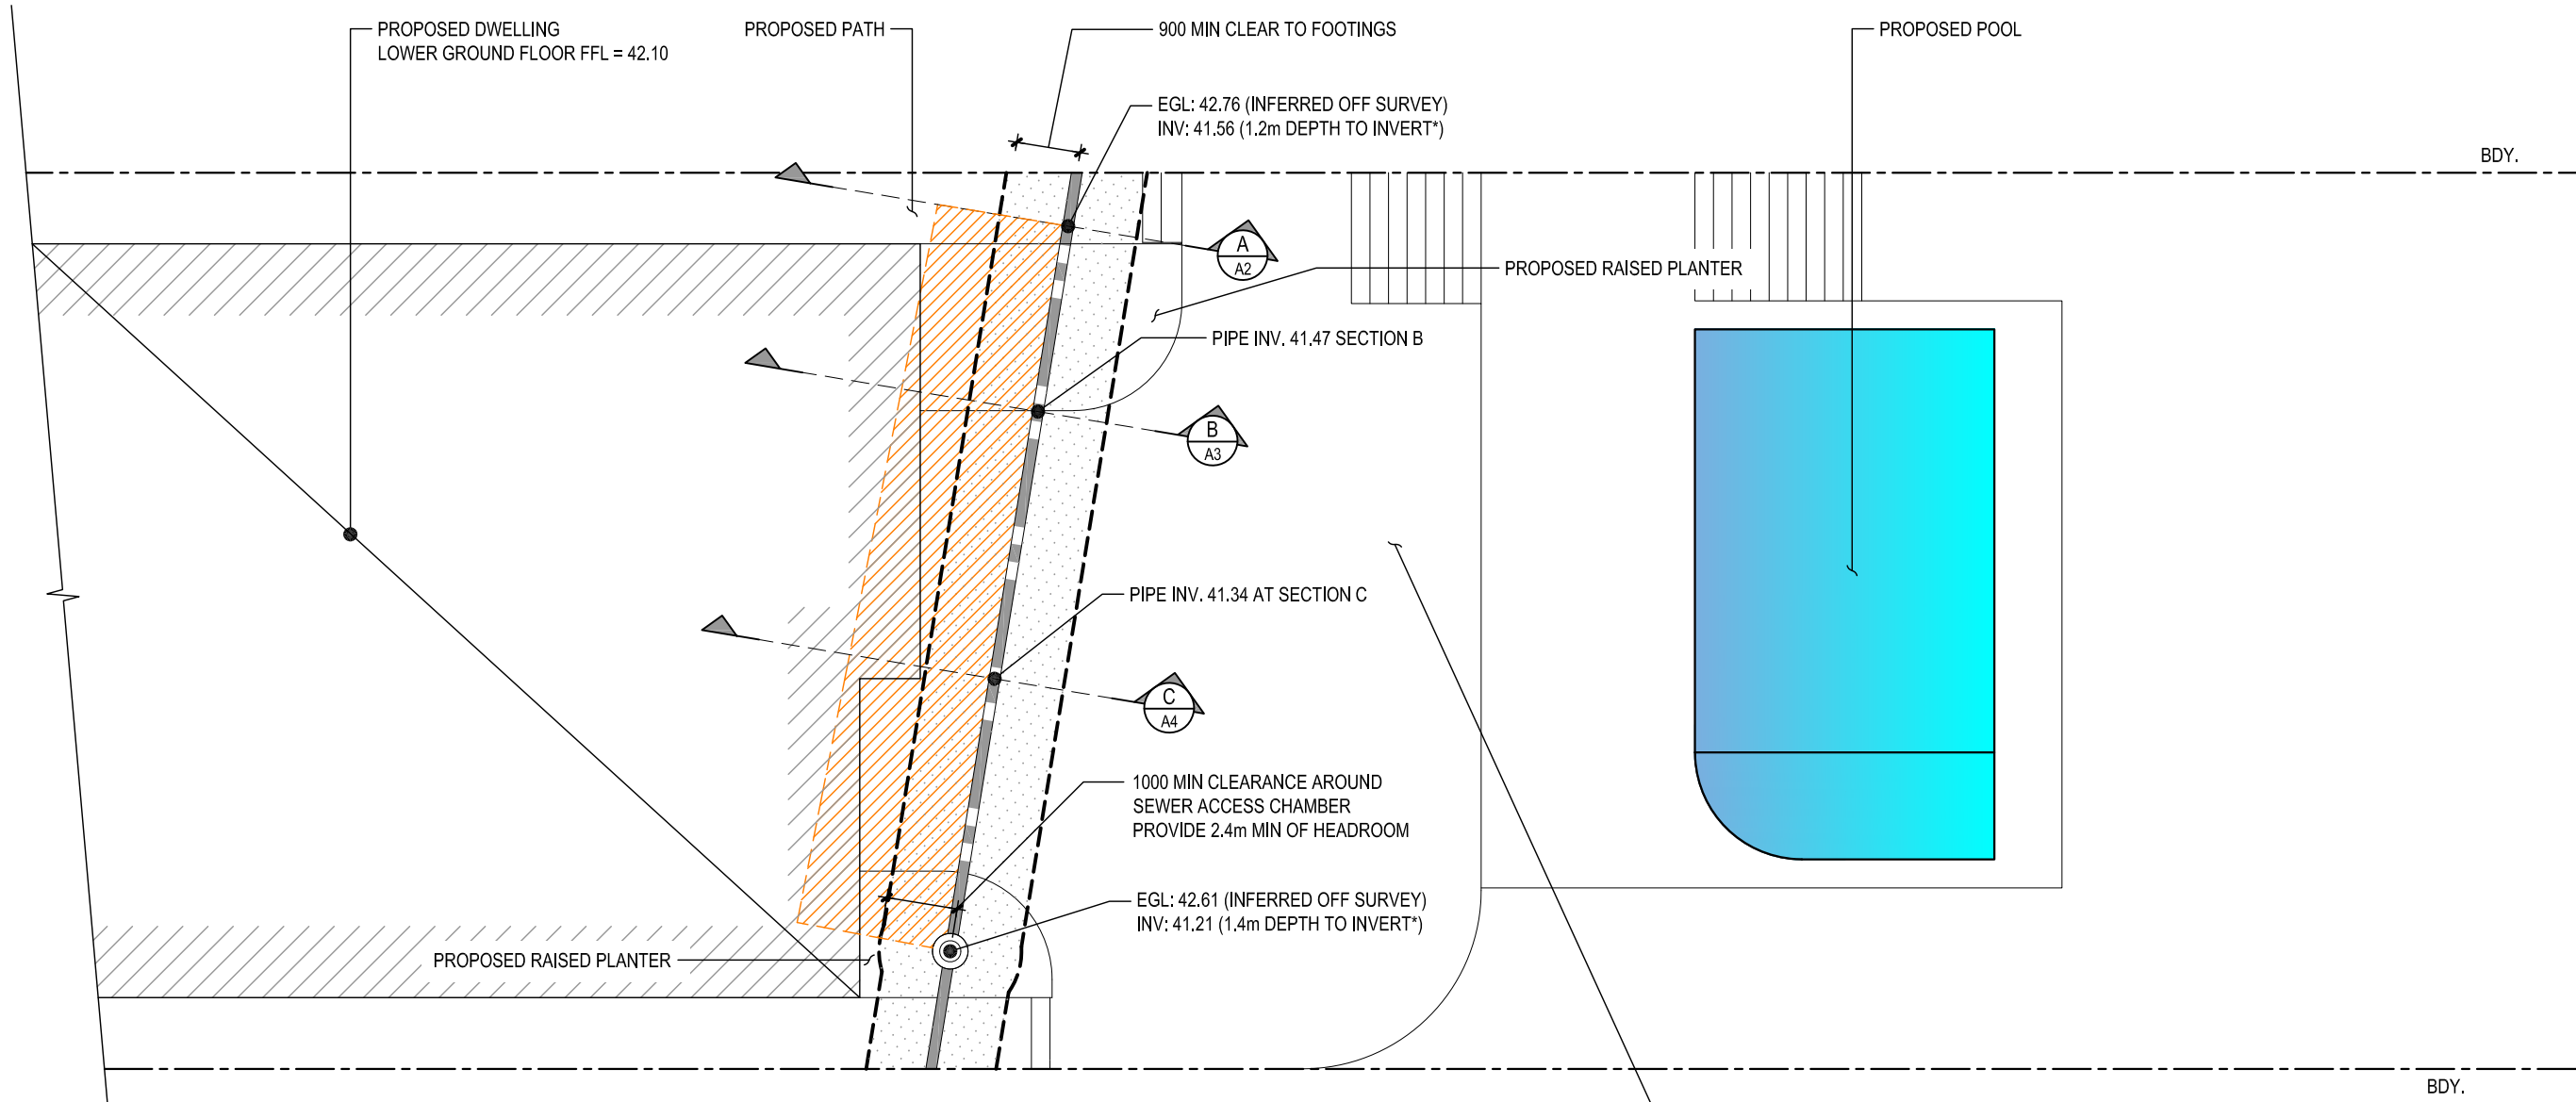 PROPOSED DWELLING
LOWER GROUND FLOOR FFL = 42.10
PROPOSED PATH
900 MIN CLEAR TO FOOTINGS
PROPOSED POOL
EGL: 42.76 (INFERRED OFF SURVEY)
INV: 41.56 (1.2m DEPTH TO INVERT*)
BDY.
A
A2
PROPOSED RAISED PLANTER
PIPE INV. 41.47 SECTION B
B
A3
PIPE INV. 41.34 AT SECTION C
C
A4
1000 MIN CLEARANCE AROUND
SEWER ACCESS CHAMBER
PROVIDE 2.4m MIN OF HEADROOM
EGL: 42.61 (INFERRED OFF SURVEY)
INV: 41.21 (1.4m DEPTH TO INVERT*)
PROPOSED RAISED PLANTER
BDY.